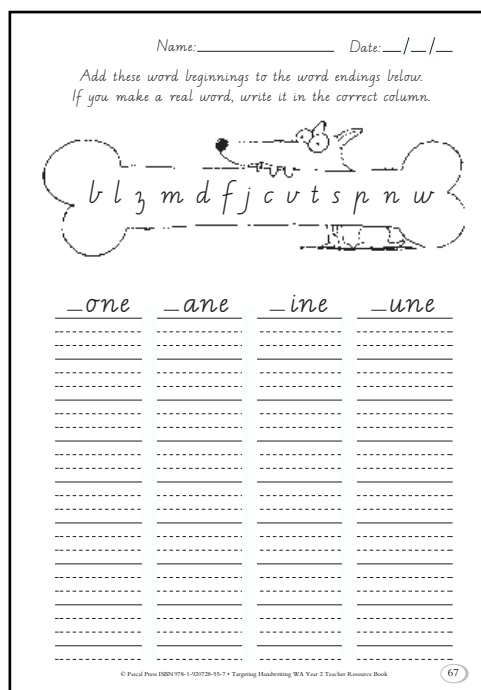 Name: Date: / /
Add these word beginnings to the word endings below.
If you make a real word, write it in the correct column.
b l z m d f j c v t s p n w
_one _ane _ine _une
© Pascal Press ISBN 978-1-920728-55-7 • Targeting Handwriting WA Year 2 Teacher Resource Book
67